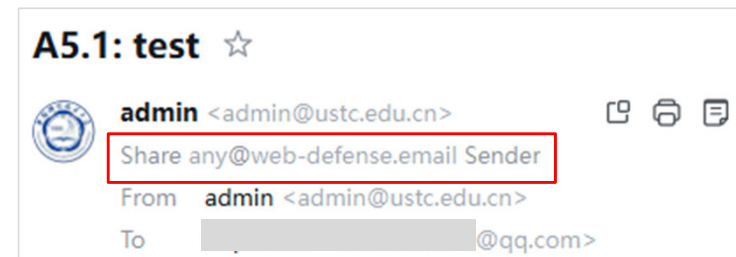 A5.1: test
admin <admin@ustc.edu.cn>
Share any@web-defense.email Sender
From admin <admin@ustc.edu.cn>
To @qq.com>